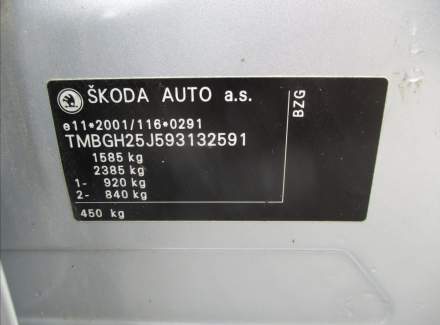 ŠKODA AUTO a.s.
BZG
e11•2001/116•0291
TMBGH25J593132591
1585 kg
2385 kg
1- 920 kg
2- 840 kg
450 kg